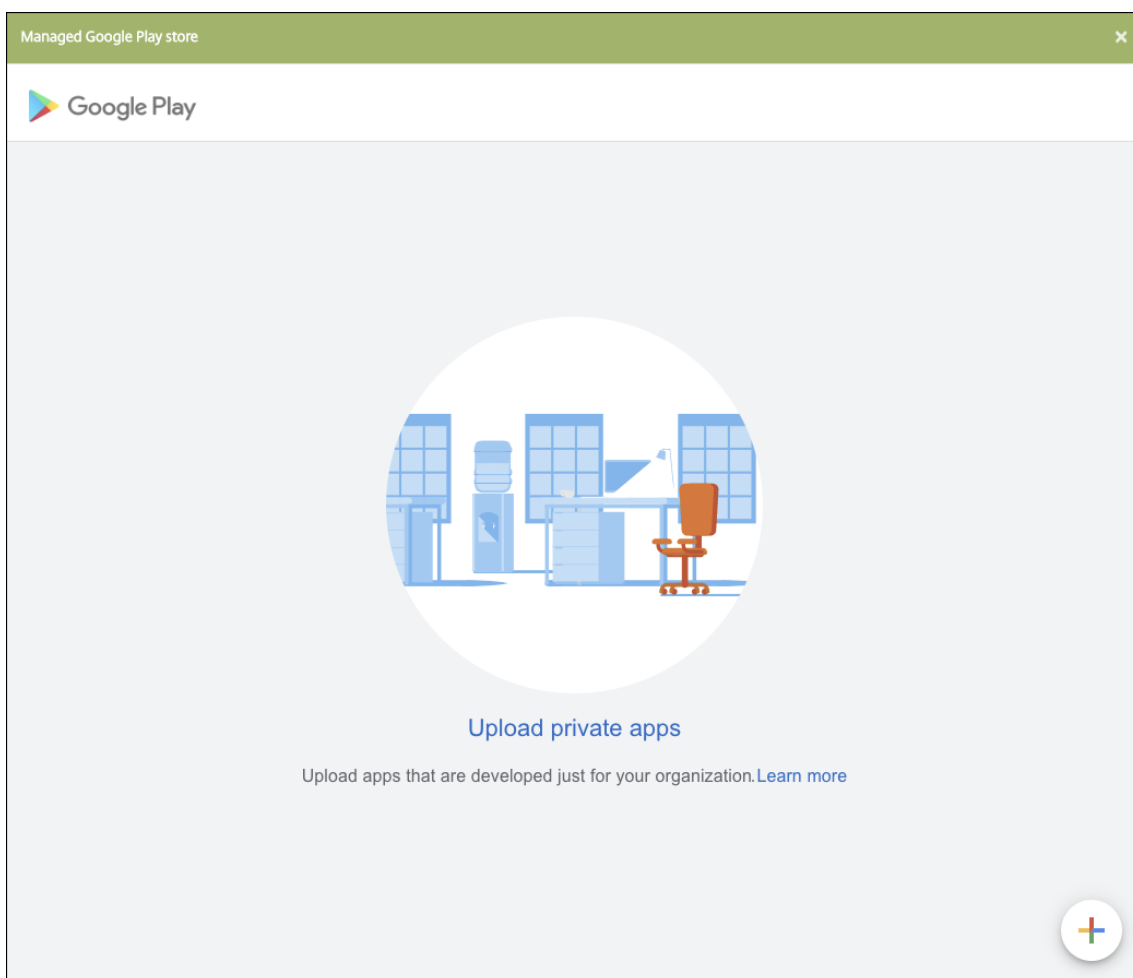 Managed Google Play store
Google Play
Upload private apps
Upload apps that are developed just for your organization. Learn more